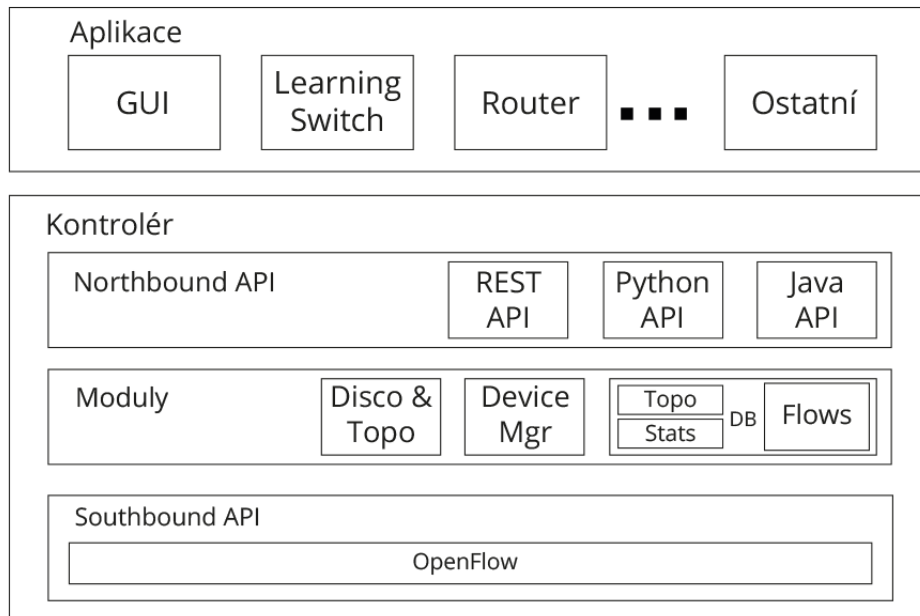 Aplikace
GUI
Learning
Switch
Router
...
Ostatní
Kontrolér
Northbound API
REST
API
Python
API
Java
API
Moduly
Disco &
Topo
Device
Mgr
Topo
Stats
DB
Flows
Southbound API
OpenFlow